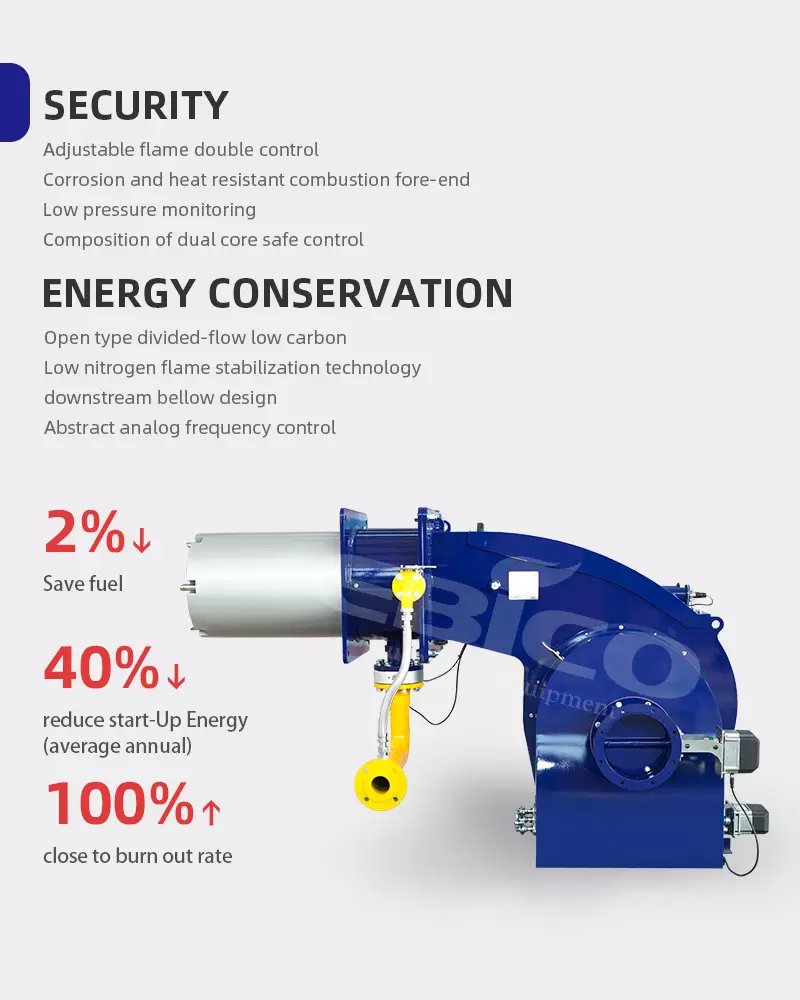 SECURITY
Adjustable flame double control
Corrosion and heat resistant combustion fore-end
Low pressure monitoring
Composition of dual core safe control
ENERGY CONSERVATION
Open type divided-flow low carbon
Low nitrogen flame stabilization technology
downstream bellow design
Abstract analog frequency control
2%↓
Save fuel
40%↓
reduce start-Up Energy
(average annual)
100%↑
close to burn out rate
EBICO